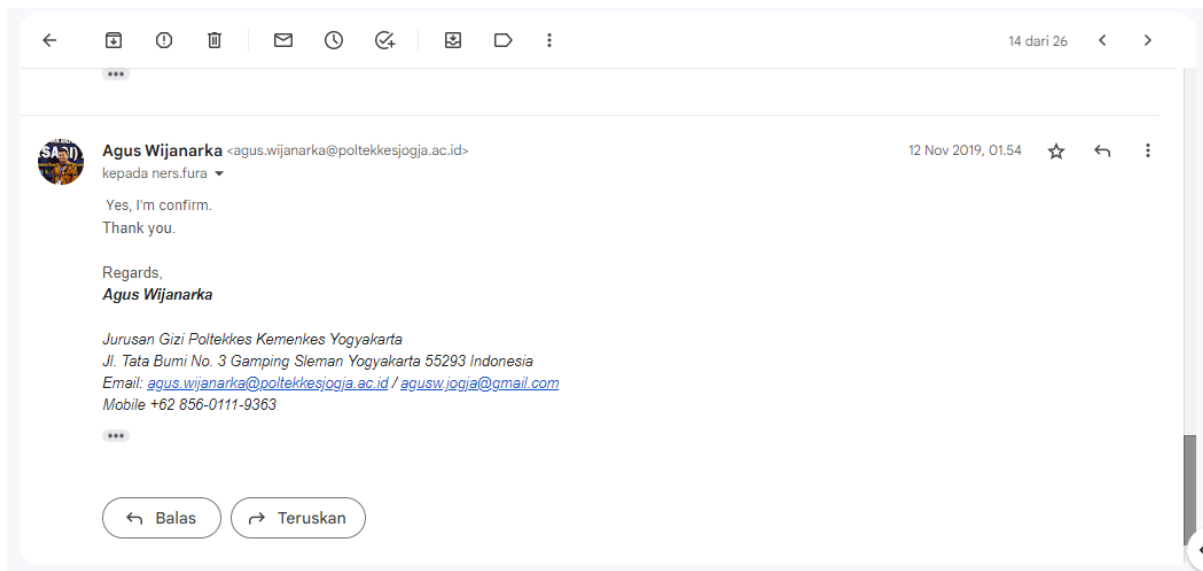 14 dari 26
Agus Wijanarka <agus.wijanarka@poltekkesjogja.ac.id>
12 Nov 2019, 01.54
kepada ners.fura
Yes, I'm confirm.
Thank you.
Regards,
Agus Wijanarka
Jurusan Gizi Poltekkes Kemenkes Yogyakarta
Jl. Tata Bumi No. 3 Gamping Sleman Yogyakarta 55293 Indonesia
Email: agus.wijanarka@poltekkesjogja.ac.id / agusw.jogja@gmail.com
Mobile +62 856-0111-9363
Balas
Teruskan